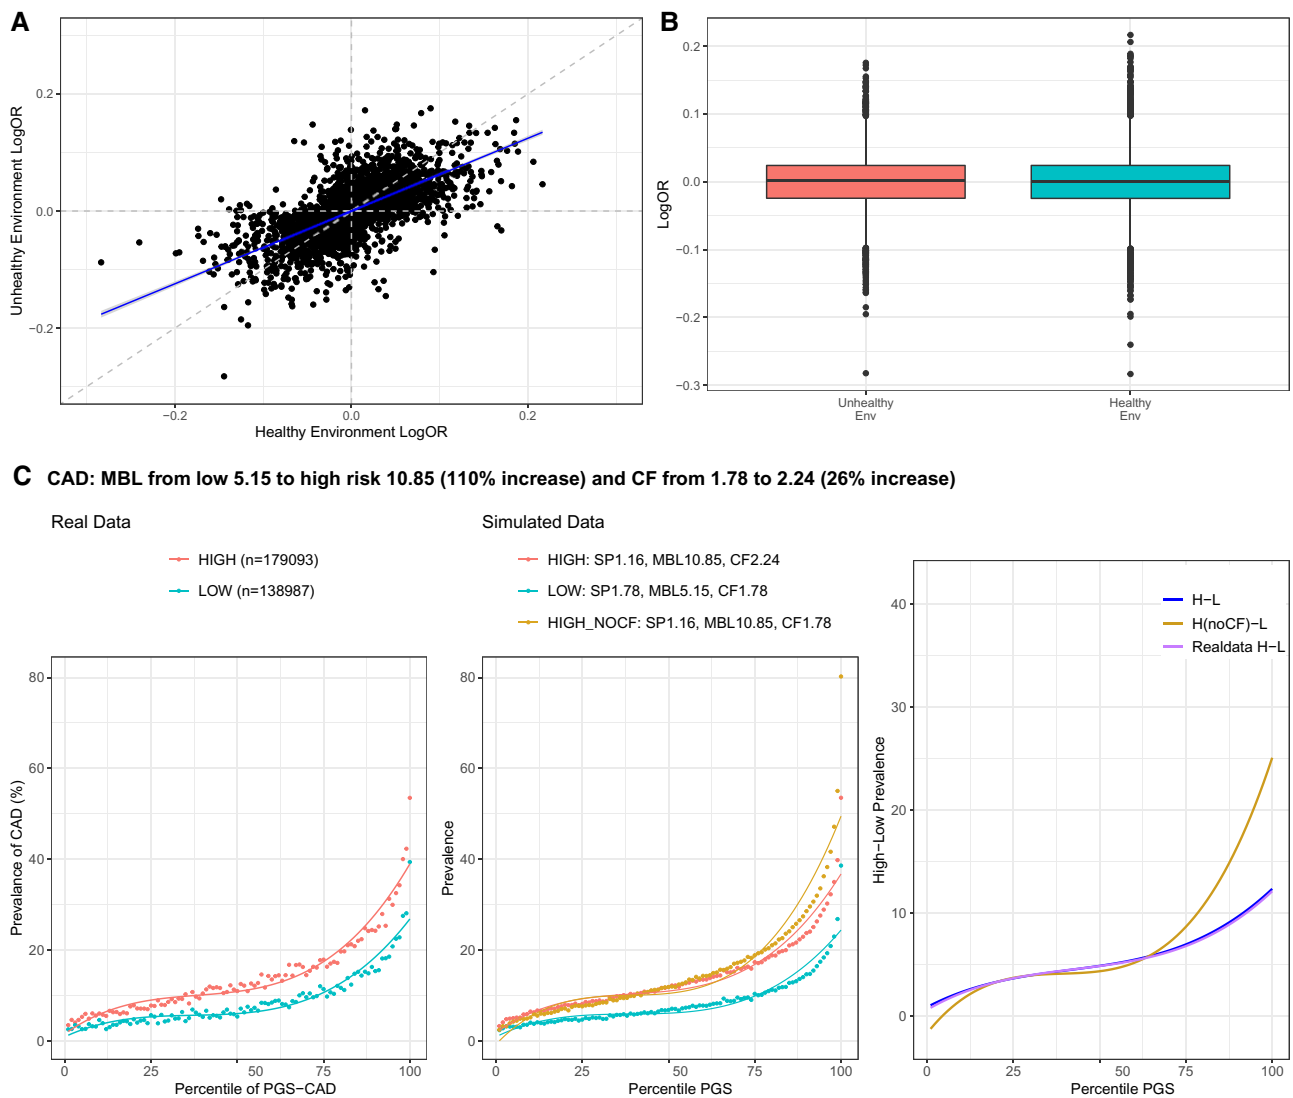 A
B
Unhealthy Environment LogOR
0.2
0.0
−0.2
−0.2
0.0
0.2
Healthy Environment LogOR
LogOR
0.2
0.1
0.0
−0.1
−0.2
−0.3
Unhealthy
Env
Healthy
Env
C CAD: MBL from low 5.15 to high risk 10.85 (110% increase) and CF from 1.78 to 2.24 (26% increase)
Real Data
HIGH (n=179093)
LOW (n=138987)
Prevalance of CAD (%)
80
60
40
20
0
0
25
50
75
100
Percentile of PGS−CAD
Simulated Data
HIGH: SP1.16, MBL10.85, CF2.24
LOW: SP1.78, MBL5.15, CF1.78
HIGH_NOCF: SP1.16, MBL10.85, CF1.78
Prevalence
80
60
40
20
0
0
25
50
75
100
Percentile PGS
High−Low Prevalence
40
30
20
10
0
H−L
H(noCF)−L
Realdata H−L
0
25
50
75
100
Percentile PGS